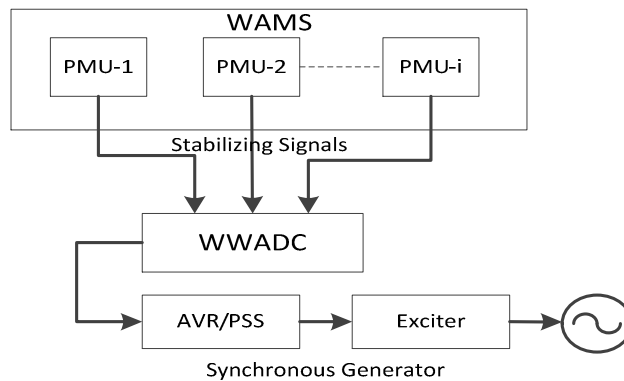 WAMS
PMU-1
PMU-2
PMU-i
Stabilizing Signals
WWADC
AVR/PSS
Exciter
Synchronous Generator